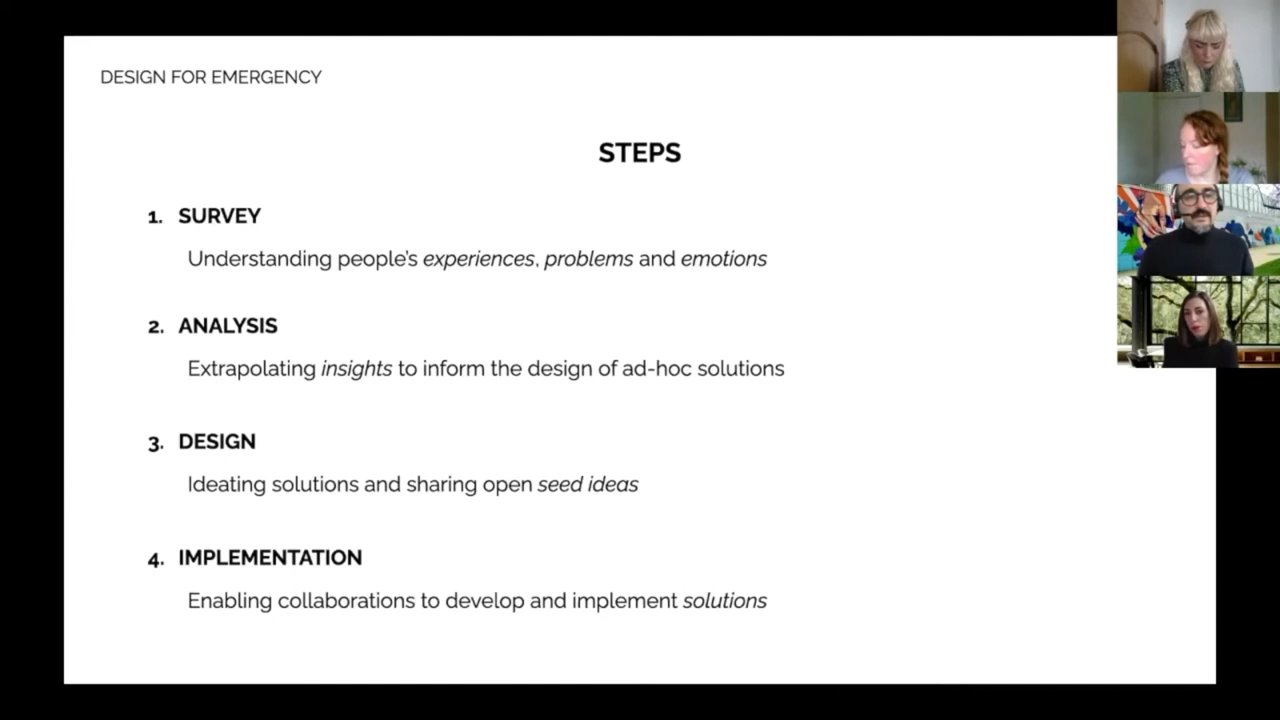 DESIGN FOR EMERGENCY
STEPS
1. SURVEY
Understanding people's experiences, problems and emotions
2. ANALYSIS
Extrapolating insights to inform the design of ad-hoc solutions
3. DESIGN
Ideating solutions and sharing open seed ideas
4. IMPLEMENTATION
Enabling collaborations to develop and implement solutions